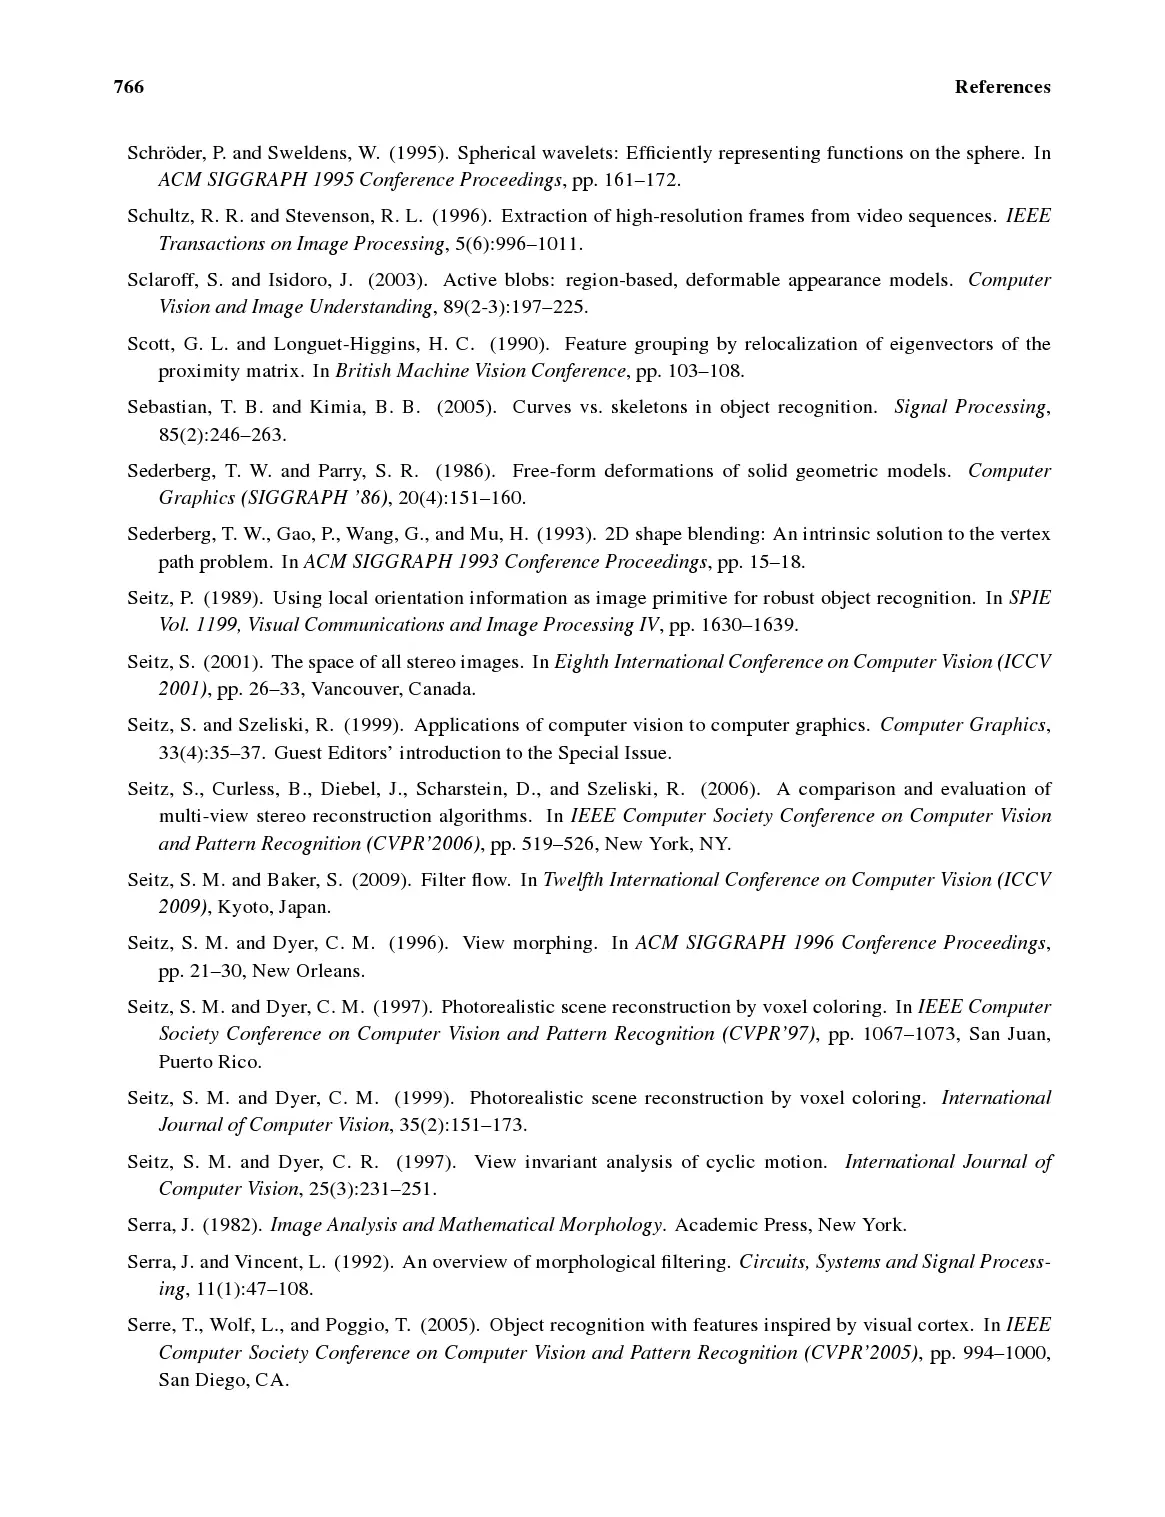 766 References
Schröder, P. and Sweldens, W. (1995). Spherical wavelets: Efficiently representing functions on the sphere. In
ACM SIGGRAPH 1995 Conference Proceedings, pp. 161–172.
Schultz, R. R. and Stevenson, R. L. (1996). Extraction of high-resolution frames from video sequences. IEEE
Transactions on Image Processing, 5(6):996–1011.
Sclaroff, S. and Isidoro, J. (2003). Active blobs: region-based, deformable appearance models. Computer
Vision and Image Understanding, 89(2-3):197–225.
Scott, G. L. and Longuet-Higgins, H. C. (1990). Feature grouping by relocalization of eigenvectors of the
proximity matrix. In British Machine Vision Conference, pp. 103–108.
Sebastian, T. B. and Kimia, B. B. (2005). Curves vs. skeletons in object recognition. Signal Processing,
85(2):246–263.
Sederberg, T. W. and Parry, S. R. (1986). Free-form deformations of solid geometric models. Computer
Graphics (SIGGRAPH ’86), 20(4):151–160.
Sederberg, T. W., Gao, P., Wang, G., and Mu, H. (1993). 2D shape blending: An intrinsic solution to the vertex
path problem. In ACM SIGGRAPH 1993 Conference Proceedings, pp. 15–18.
Seitz, P. (1989). Using local orientation information as image primitive for robust object recognition. In SPIE
Vol. 1199, Visual Communications and Image Processing IV, pp. 1630–1639.
Seitz, S. (2001). The space of all stereo images. In Eighth International Conference on Computer Vision (ICCV
2001), pp. 26–33, Vancouver, Canada.
Seitz, S. and Szeliski, R. (1999). Applications of computer vision to computer graphics. Computer Graphics,
33(4):35–37. Guest Editors’ introduction to the Special Issue.
Seitz, S., Curless, B., Diebel, J., Scharstein, D., and Szeliski, R. (2006). A comparison and evaluation of
multi-view stereo reconstruction algorithms. In IEEE Computer Society Conference on Computer Vision
and Pattern Recognition (CVPR’2006), pp. 519–526, New York, NY.
Seitz, S. M. and Baker, S. (2009). Filter flow. In Twelfth International Conference on Computer Vision (ICCV
2009), Kyoto, Japan.
Seitz, S. M. and Dyer, C. M. (1996). View morphing. In ACM SIGGRAPH 1996 Conference Proceedings,
pp. 21–30, New Orleans.
Seitz, S. M. and Dyer, C. M. (1997). Photorealistic scene reconstruction by voxel coloring. In IEEE Computer
Society Conference on Computer Vision and Pattern Recognition (CVPR’97), pp. 1067–1073, San Juan,
Puerto Rico.
Seitz, S. M. and Dyer, C. M. (1999). Photorealistic scene reconstruction by voxel coloring. International
Journal of Computer Vision, 35(2):151–173.
Seitz, S. M. and Dyer, C. R. (1997). View invariant analysis of cyclic motion. International Journal of
Computer Vision, 25(3):231–251.
Serra, J. (1982). Image Analysis and Mathematical Morphology. Academic Press, New York.
Serra, J. and Vincent, L. (1992). An overview of morphological filtering. Circuits, Systems and Signal Process-
ing, 11(1):47–108.
Serre, T., Wolf, L., and Poggio, T. (2005). Object recognition with features inspired by visual cortex. In IEEE
Computer Society Conference on Computer Vision and Pattern Recognition (CVPR’2005), pp. 994–1000,
San Diego, CA.